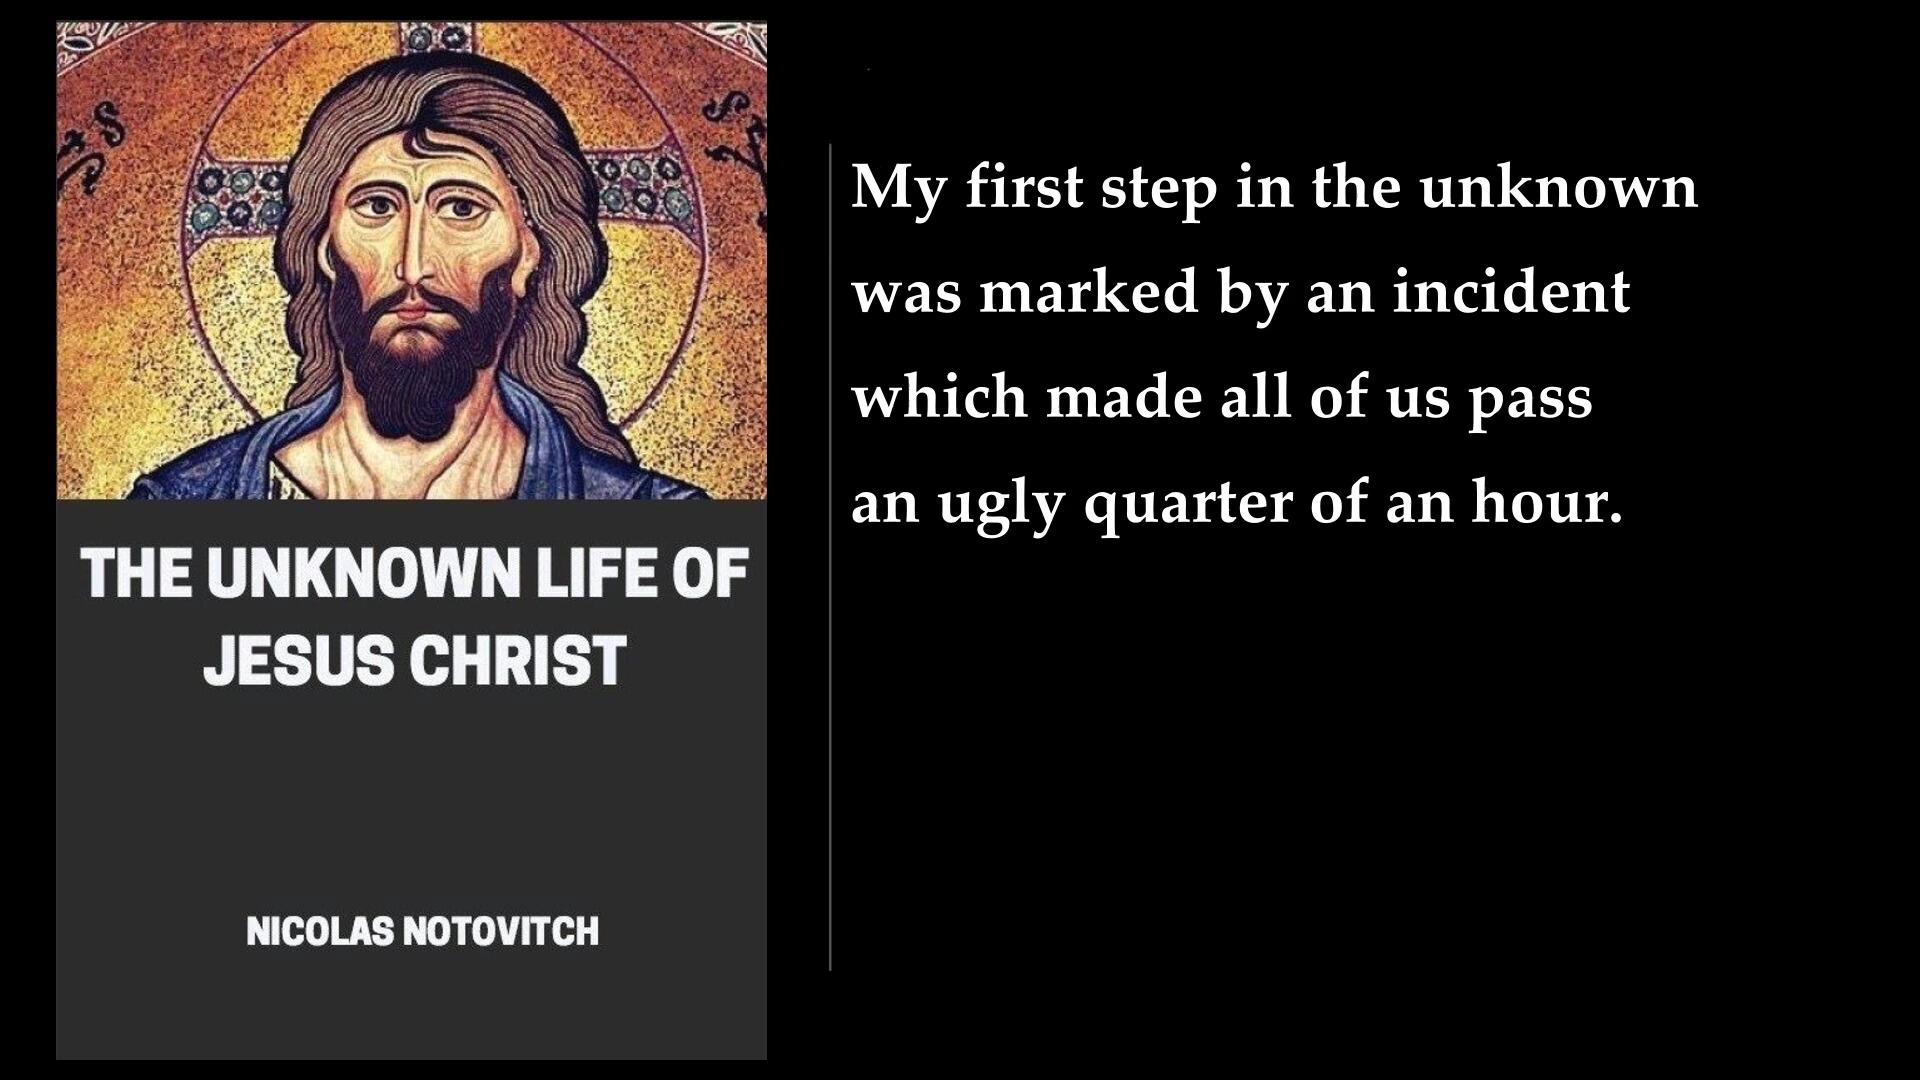 THE UNKNOWN LIFE OF
JESUS CHRIST
NICOLAS NOTOVITCH
My first step in the unknown
was marked by an incident
which made all of us pass
an ugly quarter of an hour.